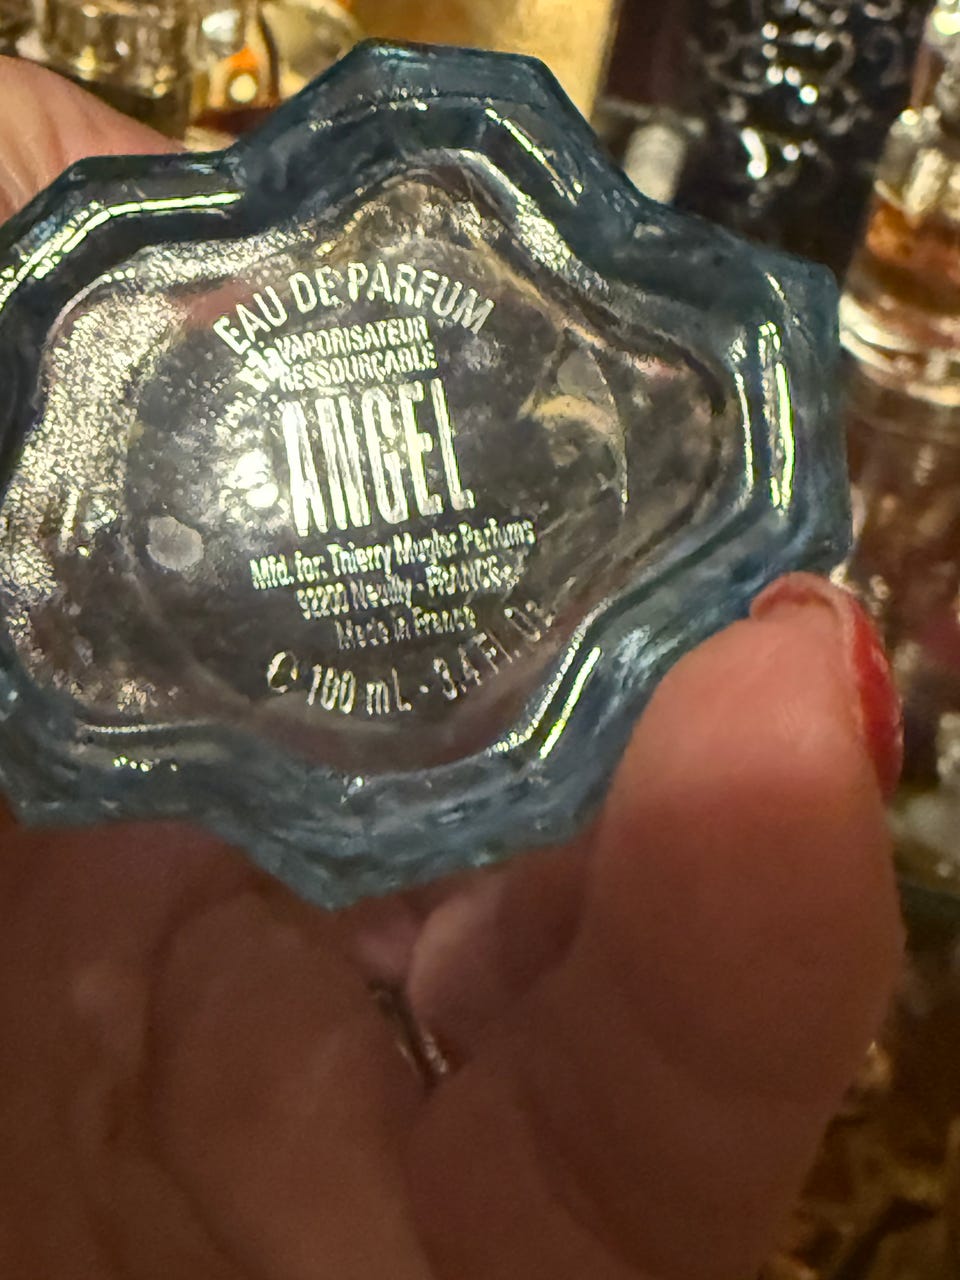 EAU DE PARFUM
VAPORISATEUR
RESSOURÇABLE
ANGEL
Mfd. for: Thierry Mugler Parfums
92200 Neuilly - FRANCE
Made in France
100 mL - 3.4 Fl. Oz